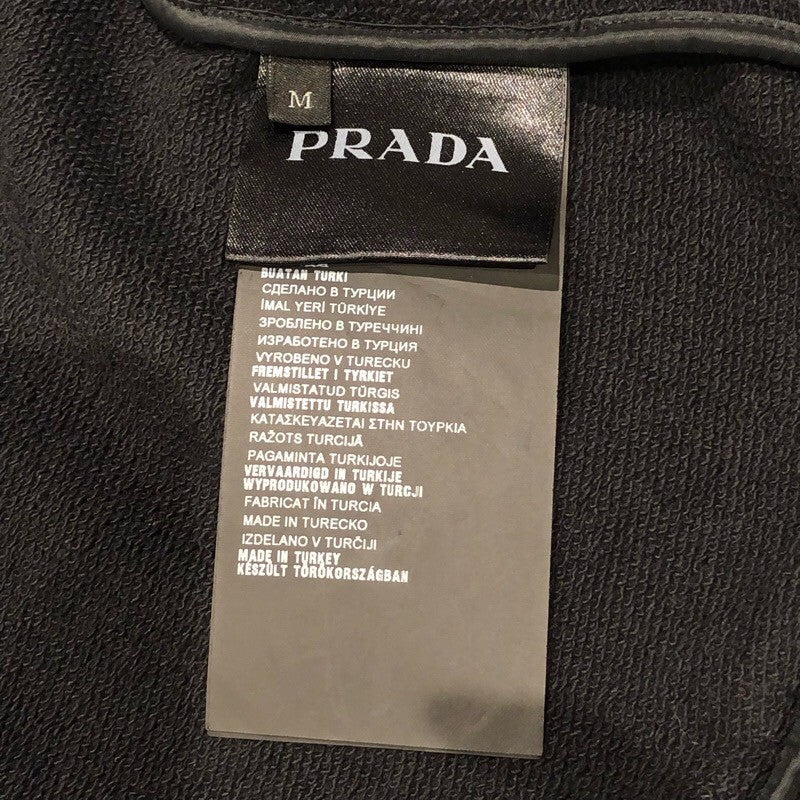 M
PRADA
BUATAN TURKI
СДЕЛАНО В ТУРЦИИ
İMAL YERİ TÜRKİYE
ЗРОБЛЕНО В ТУРЕЧЧИНІ
ИЗРАБОТЕНО В ТУРЦИЯ
VYROBENO V TURECKU
FREMSTILLET I TYRKIET
VALMISTATUD TÜRGIS
VALMISTETTU TURKISSA
ΚΑΤΑΣΚΕΥΑΖΕΤΑΙ ΣΤΗΝ ΤΟΥΡΚΙΑ
RAŽOTS TURCIJĀ
PAGAMINTA TURKIJOJE
VERVAARDIGD IN TURKIJE
WYPRODUKOWANO W TURCJI
FABRICAT ÎN TURCIA
MADE IN TURECKO
IZDELANO V TURČIJI
MADE IN TURKEY
KÉSZÜLT TÖRÖKORSZÁGBAN